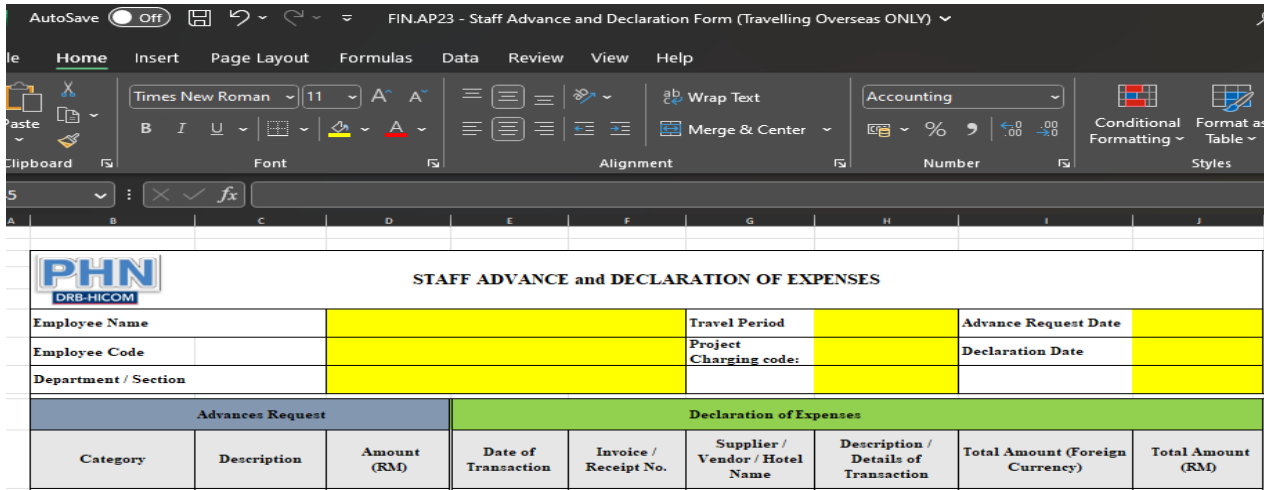 AutoSave Off FIN.AP23 - Staff Advance and Declaration Form (Travelling Overseas ONLY)
le Home Insert Page Layout Formulas Data Review View Help
Times New Roman 11 A A ab Wrap Text Accounting
Paste B I U A Merge & Center % 9 .00 Conditional Formatting Format as Table
Clipboard Font Alignment Number Styles
5 fx
A B C D E F G H I J
PHN
DRB-HICOM
STAFF ADVANCE and DECLARATION OF EXPENSES
Employee Name Travel Period Advance Request Date
Employee Code Project Charging code: Declaration Date
Department / Section
Advances Request Declaration of Expenses
Category Description Amount (RM) Date of Transaction Invoice / Receipt No. Supplier / Vendor / Hotel Name Description / Details of Transaction Total Amount (Foreign Currency) Total Amount (RM)